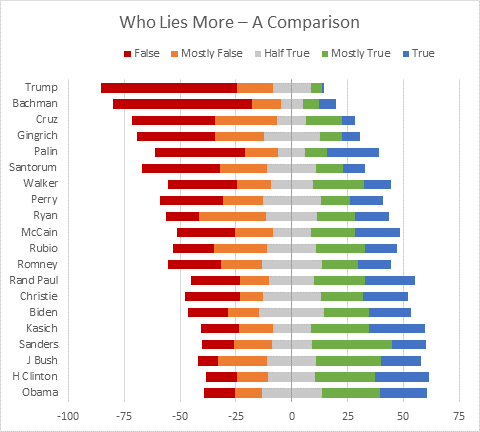 Who Lies More – A Comparison
False Mostly False Half True Mostly True True
Trump
Bachman
Cruz
Gingrich
Palin
Santorum
Walker
Perry
Ryan
McCain
Rubio
Romney
Rand Paul
Christie
Biden
Kasich
Sanders
J Bush
H Clinton
Obama
-100 -75 -50 -25 0 25 50 75